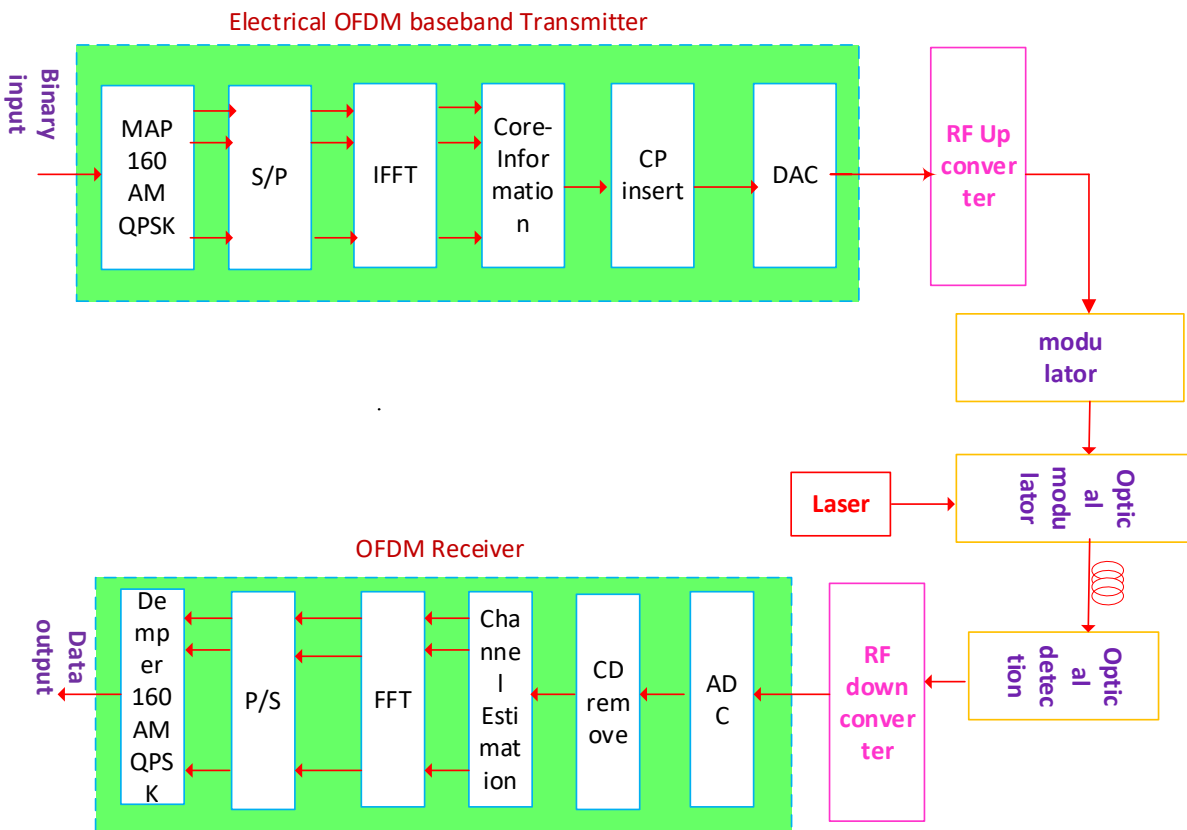 Electrical OFDM baseband Transmitter
Binary
input
MAP
160
AM
QPSK
S/P
IFFT
Core-
Infor
matio
n
CP
insert
DAC
RF Up
conver
ter
modu
lator
Optic
al
modu
lator
Laser
.
OFDM Receiver
Optic
al
detec
tion
RF
down
conver
ter
AD
C
CD
rem
ove
Cha
nne
l
Esti
mat
ion
FFT
P/S
De
mp
er
160
AM
QPS
K
Data
output